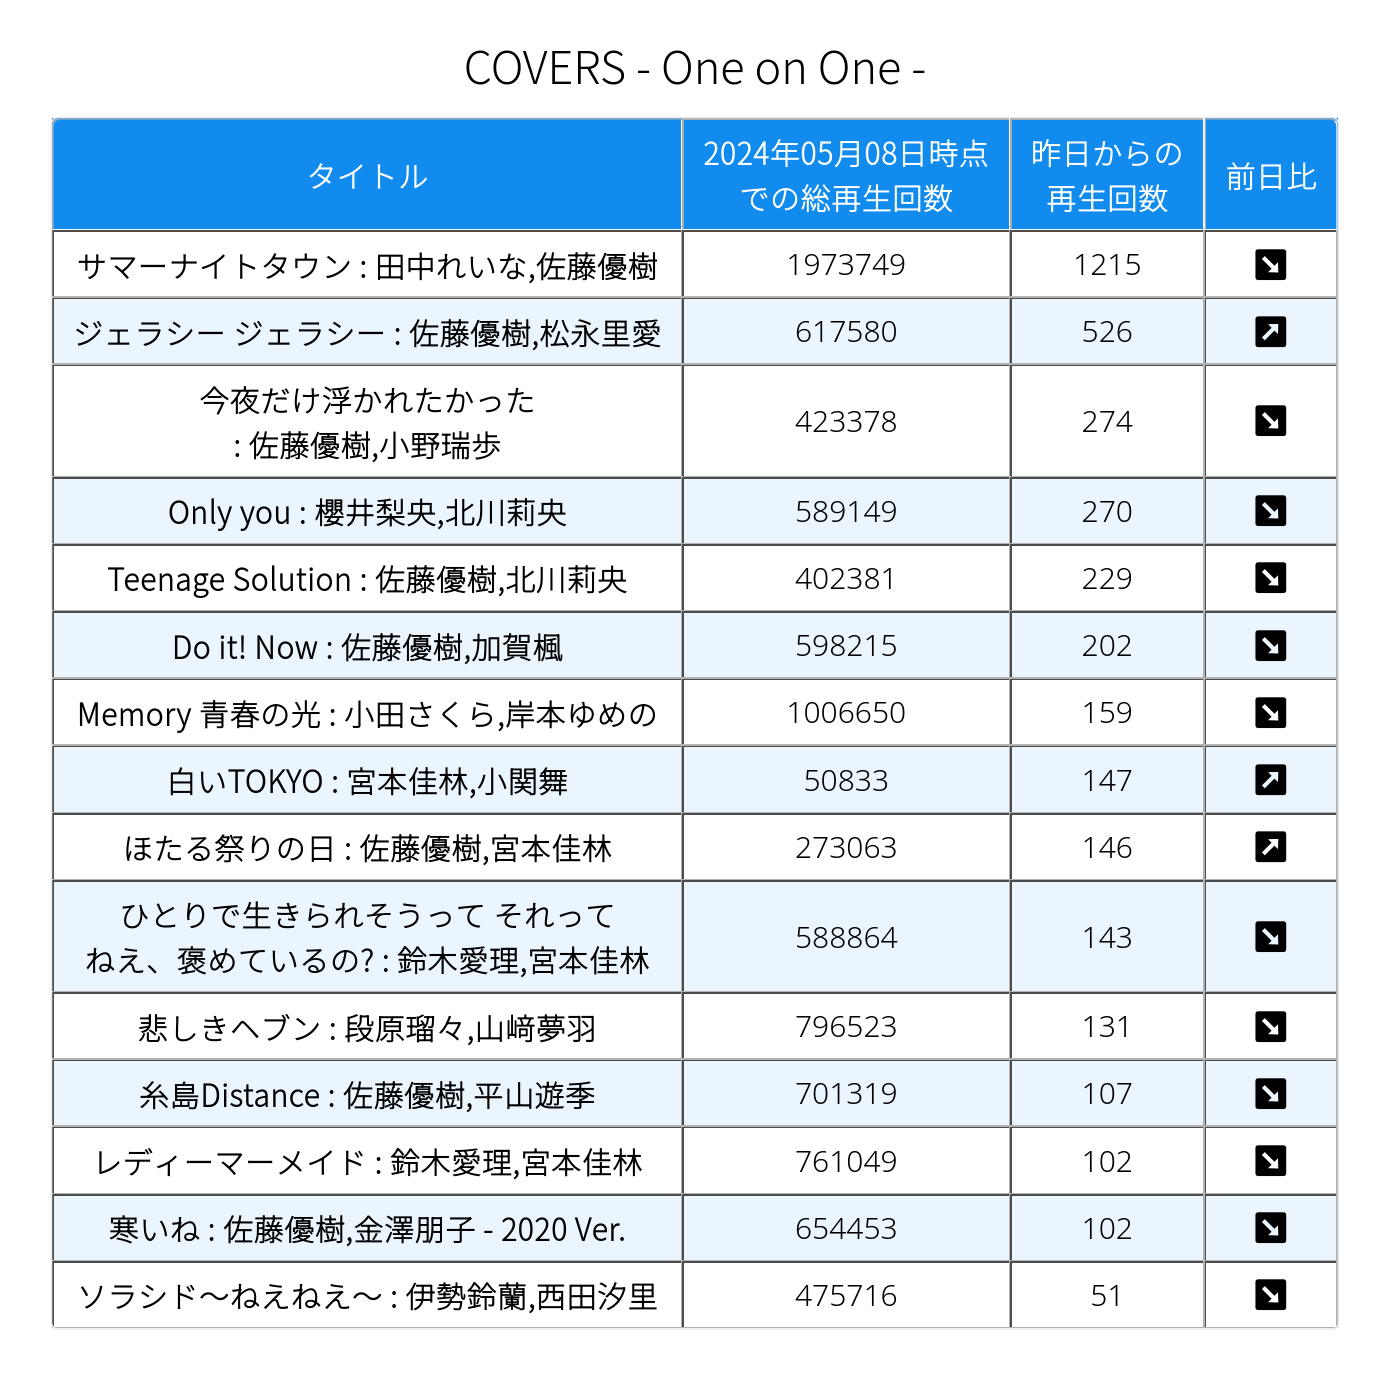 COVERS - One on One -
タイトル
2024年05月08日時点
での総再生回数
昨日からの
再生回数
前日比
サマーナイトタウン : 田中れいな,佐藤優樹
1973749
1215
ジェラシー ジェラシー : 佐藤優樹,松永里愛
617580
526
今夜だけ浮かれたかった
: 佐藤優樹,小野瑞歩
423378
274
Only you : 櫻井梨央,北川莉央
589149
270
Teenage Solution : 佐藤優樹,北川莉央
402381
229
Do it! Now : 佐藤優樹,加賀楓
598215
202
Memory 青春の光 : 小田さくら,岸本ゆめの
1006650
159
白いTOKYO : 宮本佳林,小関舞
50833
147
ほたる祭りの日 : 佐藤優樹,宮本佳林
273063
146
ひとりで生きられそうって それって
ねえ、褒めているの? : 鈴木愛理,宮本佳林
588864
143
悲しきヘブン : 段原瑠々,山﨑夢羽
796523
131
糸島Distance : 佐藤優樹,平山遊季
701319
107
レディーマーメイド : 鈴木愛理,宮本佳林
761049
102
寒いね : 佐藤優樹,金澤朋子 - 2020 Ver.
654453
102
ソラシド～ねえねえ～ : 伊勢鈴蘭,西田汐里
475716
51